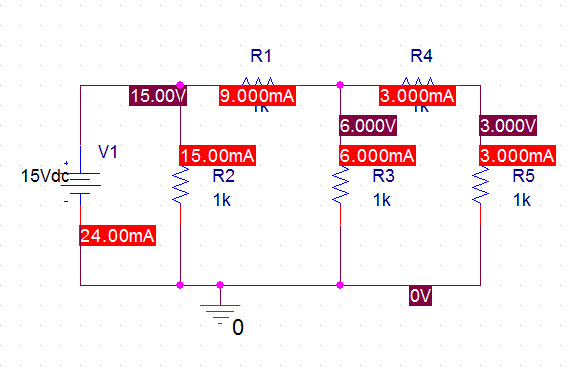 R1
R4
15.00V
9.000mA
1k
3.000mA
1k
6.000V
3.000V
V1
15.00mA
6.000mA
3.000mA
15Vdc
R2
R3
R5
1k
1k
1k
24.00mA
0V
0